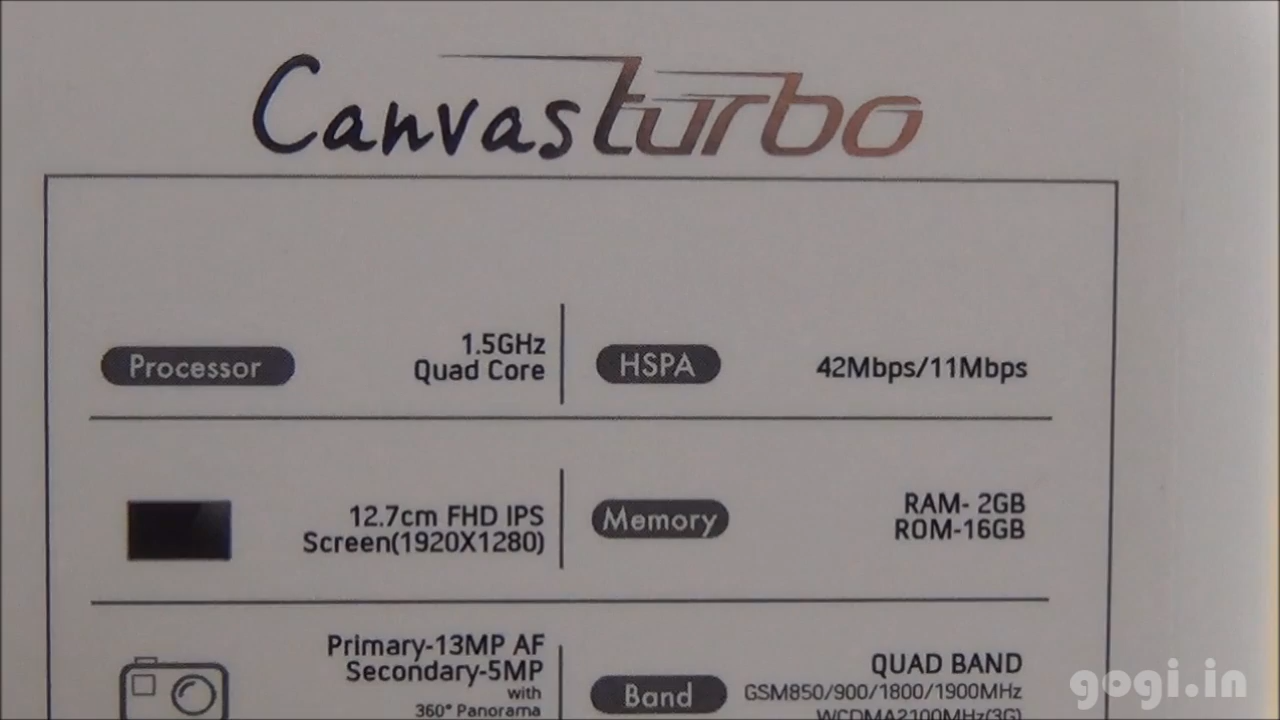 Canvas turbo
Processor
1.5GHz
Quad Core
HSPA
42Mbps/11Mbps
12.7cm FHD IPS
Screen(1920X1280)
Memory
RAM- 2GB
ROM-16GB
Primary-13MP AF
Secondary-5MP
with
360° Panorama
Band
QUAD BAND
GSM850/900/1800/1900MHz
WCDMA2100MHz(3G)
gogi.in